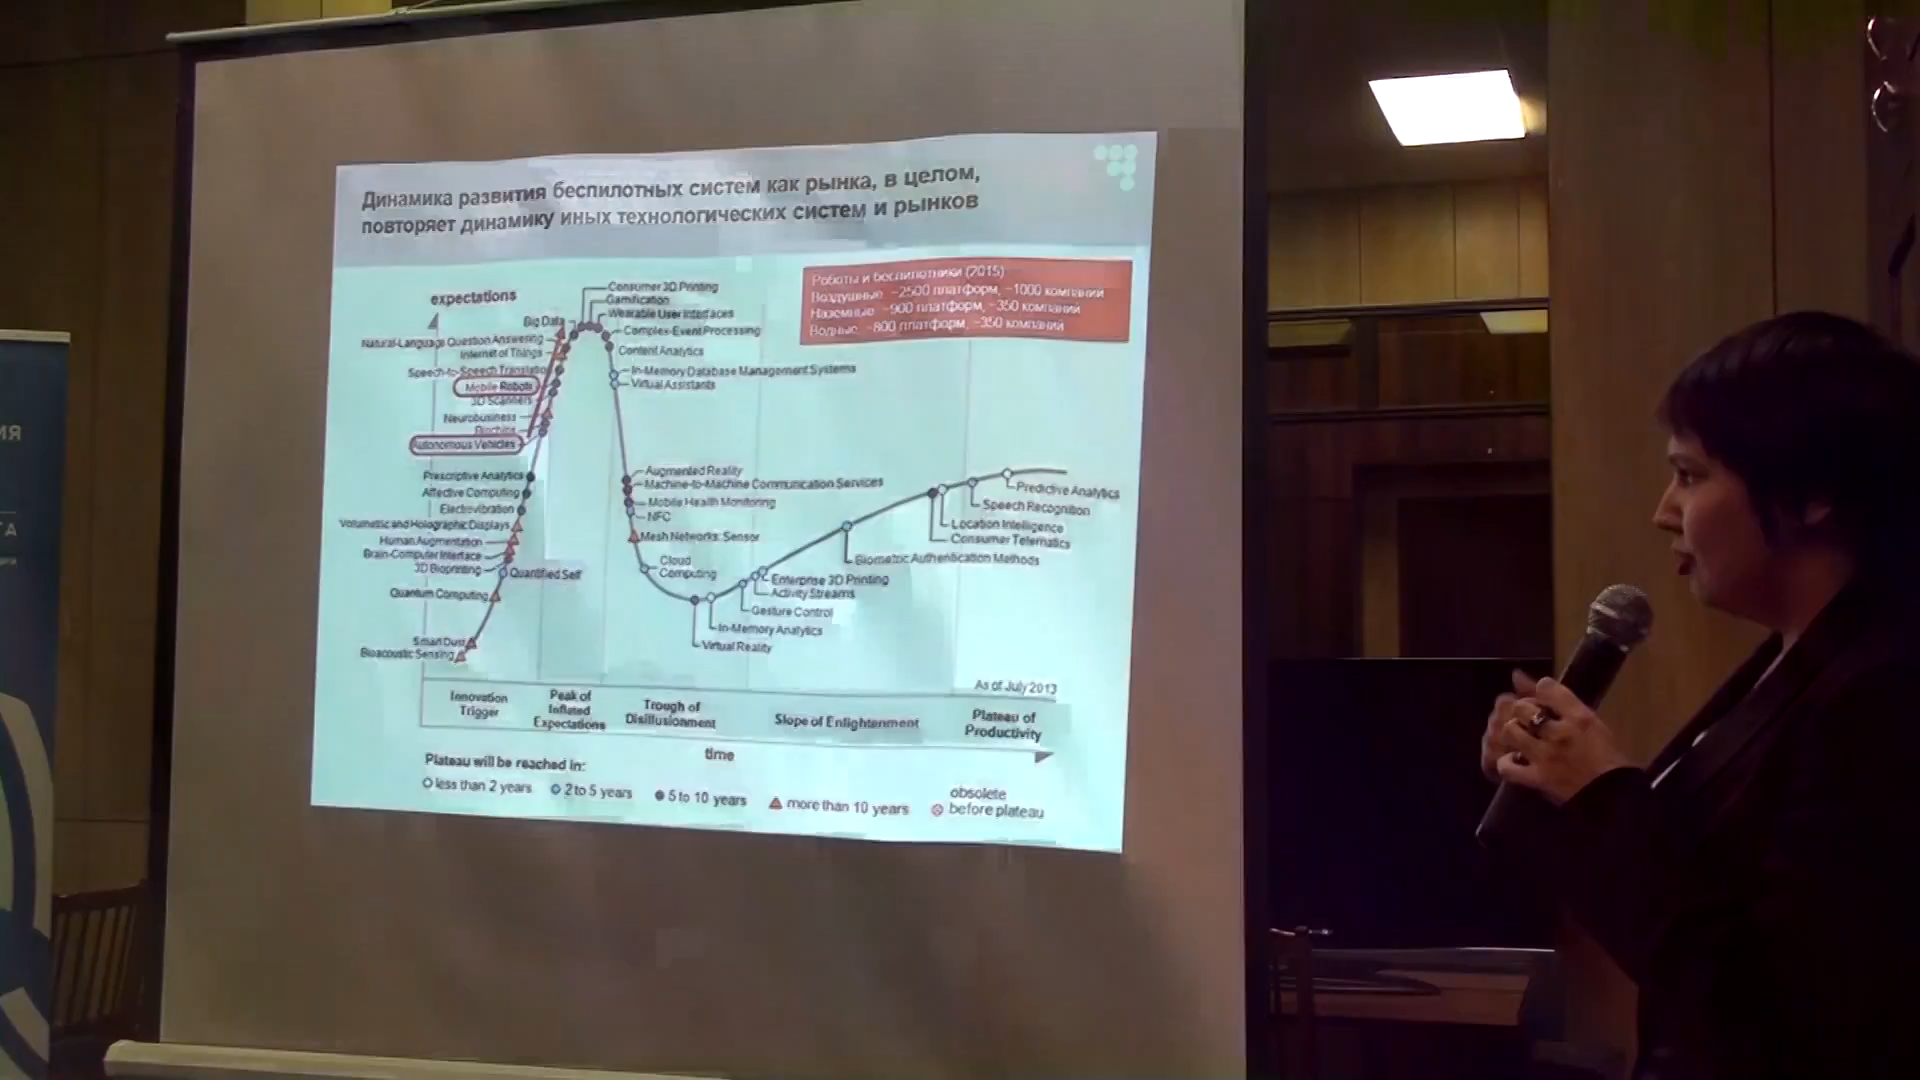 Динамика развития беспилотных систем как рынка, в целом,
повторяет динамику иных технологических систем и рынков
Роботы и беспилотники (2015)
Воздушные ~2500 платформ, ~1000 компаний
Наземные ~900 платформ, ~350 компаний
Водные ~800 платформ, ~350 компаний
expectations
Consumer 3D Printing
Gamification
Wearable User Interfaces
Big Data
Complex-Event Processing
Natural-Language Question Answering
Internet of Things
Content Analytics
Speech-to-Speech Translation
In-Memory Database Management Systems
Mobile Robots
Virtual Assistants
3D Scanners
Neurobusiness
Biochips
Autonomous Vehicles
Augmented Reality
Prescriptive Analytics
Machine-to-Machine Communication Services
Predictive Analytics
Affective Computing
Mobile Health Monitoring
Speech Recognition
Electrovibration
NFC
Location Intelligence
Volumetric and Holographic Displays
Mesh Networks: Sensor
Consumer Telematics
Human Augmentation
Brain-Computer Interface
Cloud
Computing
Biometric Authentication Methods
3D Bioprinting
Quantified Self
Enterprise 3D Printing
Activity Streams
Quantum Computing
Gesture Control
In-Memory Analytics
Smart Dust
Virtual Reality
Bioacoustic Sensing
As of July 2013
Innovation
Trigger
Peak of
Inflated
Expectations
Trough of
Disillusionment
Slope of Enlightenment
Plateau of
Productivity
time
Plateau will be reached in:
less than 2 years
2 to 5 years
5 to 10 years
more than 10 years
obsolete
before plateau
ИЯ